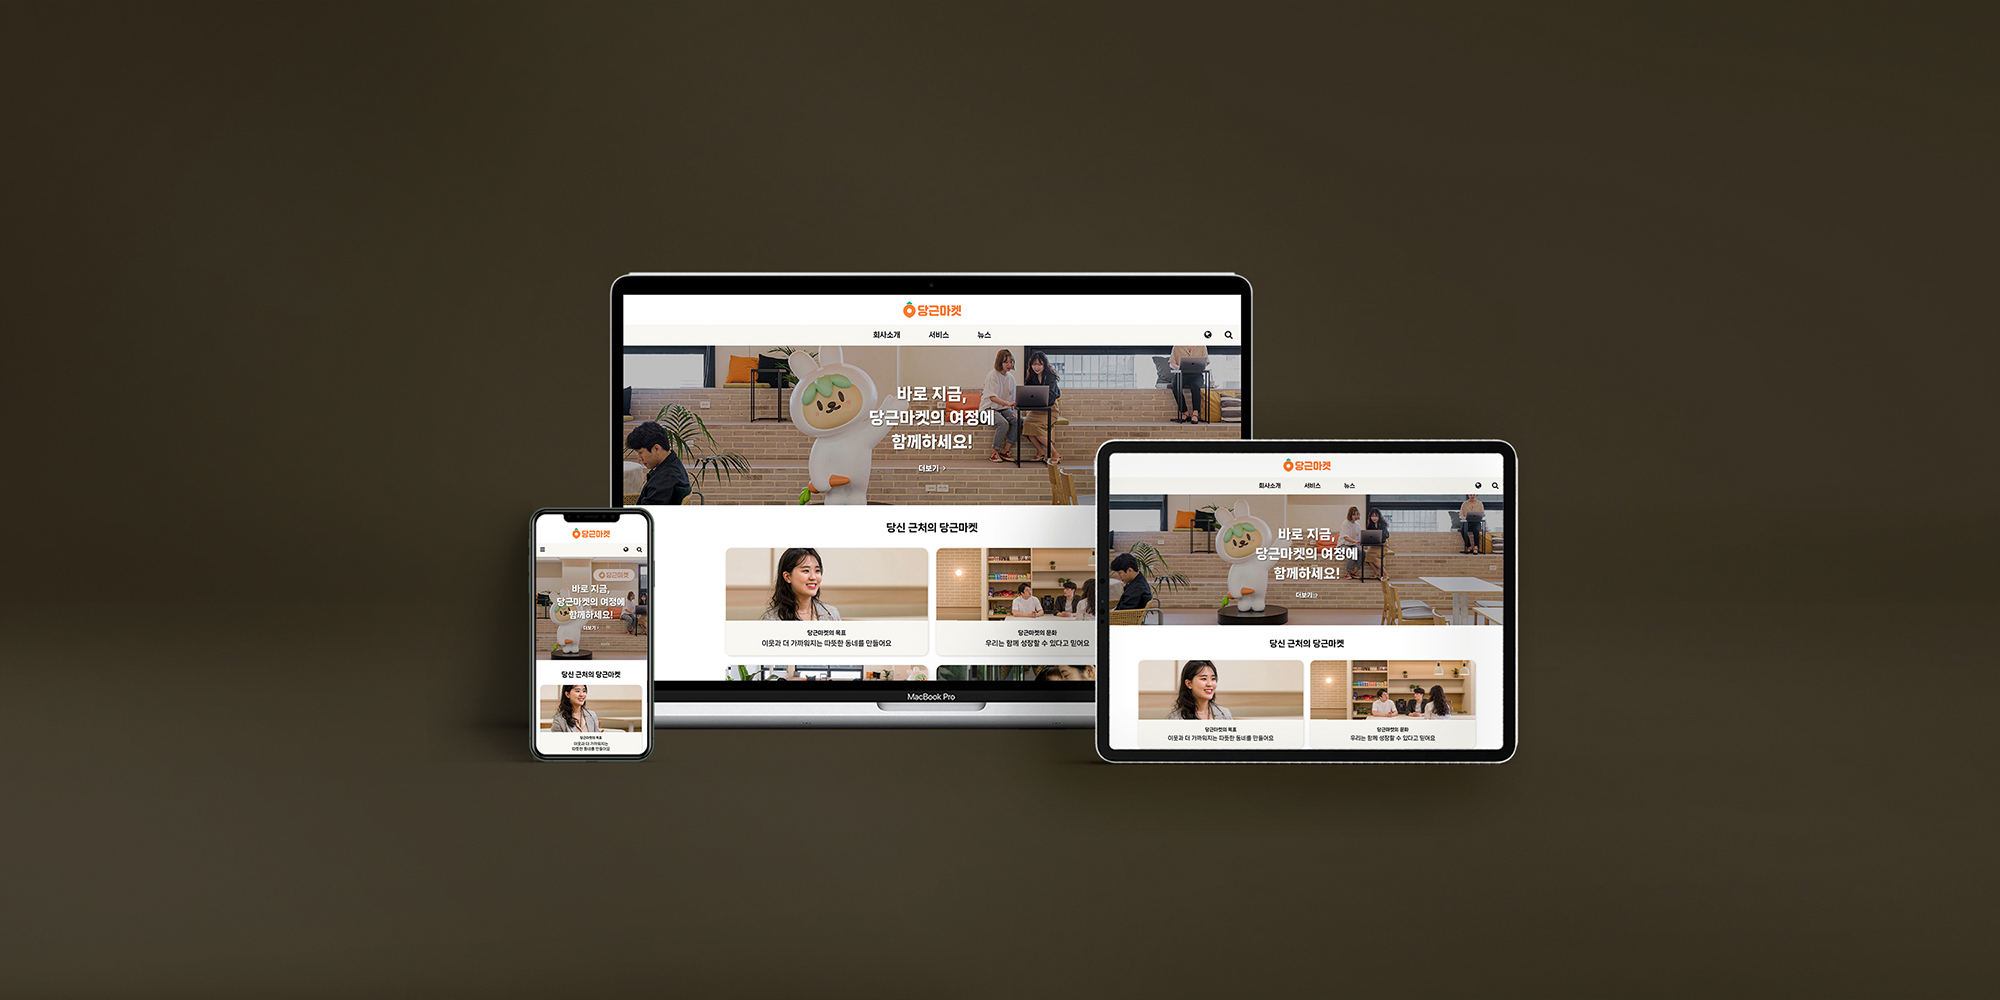 당근마켓
회사소개 서비스 뉴스
바로 지금,
당근마켓의 여정에
함께하세요!
더보기 >
당신 근처의 당근마켓
당근마켓의 목표
이웃과 더 가까워지는 따뜻한 동네를 만들어요
당근마켓의 문화
우리는 함께 성장할 수 있다고 믿어요
MacBook Pro
당근마켓
당근마켓
바로 지금,
당근마켓의 여정에
함께하세요!
더보기 >
당신 근처의 당근마켓
당근마켓의 목표
이웃과 더 가까워지는
따뜻한 동네를 만들어요
당근마켓
회사소개 서비스 뉴스
바로 지금,
당근마켓의 여정에
함께하세요!
더보기 >
당신 근처의 당근마켓
당근마켓의 목표
이웃과 더 가까워지는 따뜻한 동네를 만들어요
당근마켓의 문화
우리는 함께 성장할 수 있다고 믿어요